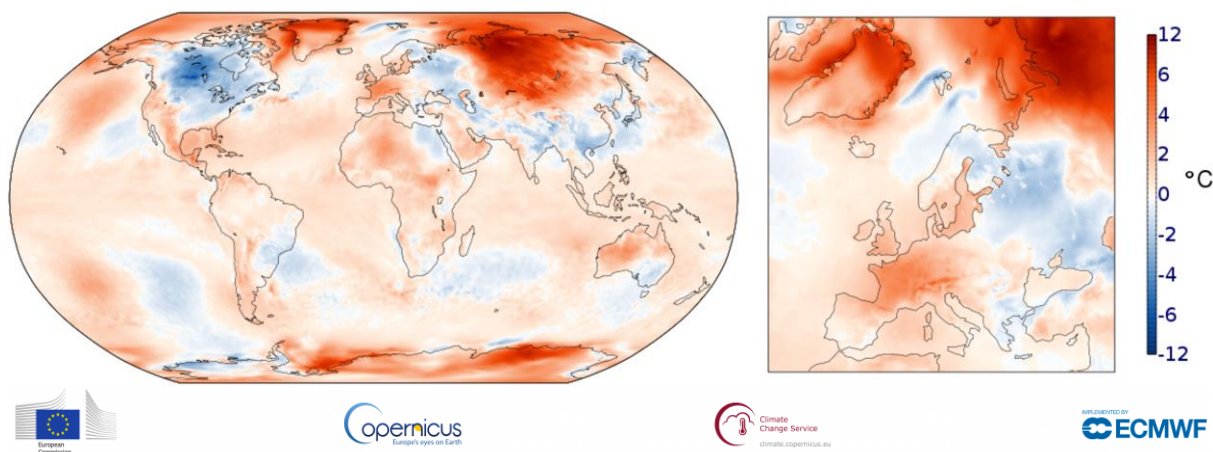 12
6
4
2
0
-2
-4
-6
-12
°C
European
Commission
Copernicus
Europe's eyes on Earth
Climate
Change Service
climate.copernicus.eu
IMPLEMENTED BY
ECMWF